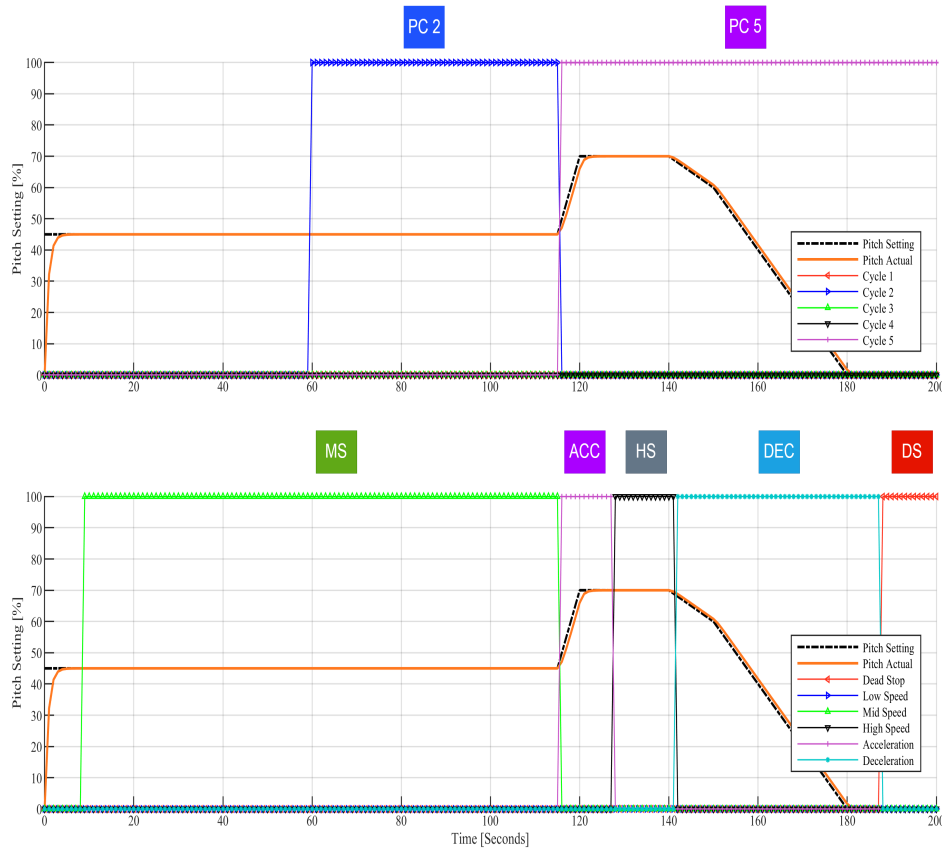 PC 2 PC 5
100
90
80
70
60
50
40
30
20
10
0
Pitch Setting [%]
0 20 40 60 80 100 120 140 160 180 200
Pitch Setting
Pitch Actual
Cycle 1
Cycle 2
Cycle 3
Cycle 4
Cycle 5
MS ACC HS DEC DS
100
90
80
70
60
50
40
30
20
10
0
Pitch Setting [%]
0 20 40 60 80 100 120 140 160 180 200
Pitch Setting
Pitch Actual
Dead Stop
Low Speed
Mid Speed
High Speed
Acceleration
Deceleration
Time [Seconds]